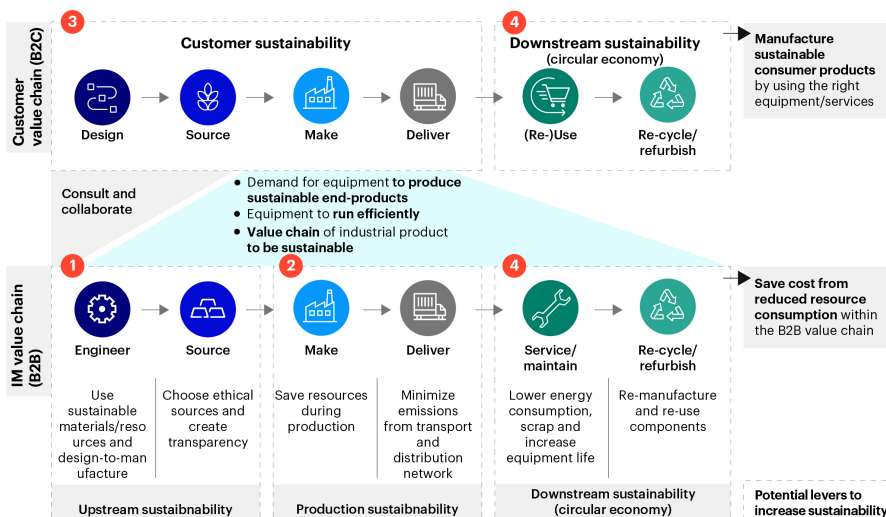 Customer
value chain (B2C)
3
Customer sustainability
Design
Source
Make
Deliver
4
Downstream sustainability
(circular economy)
(Re-)Use
Re-cycle/
refurbish
Manufacture
sustainable
consumer products
by using the right
equipment/services
Consult and
collaborate
• Demand for equipment to produce
sustainable end-products
• Equipment to run efficiently
• Value chain of industrial product
to be sustainable
IM value chain
(B2B)
1
Engineer
Source
2
Make
Deliver
4
Service/
maintain
Re-cycle/
refurbish
Save cost from
reduced resource
consumption within
the B2B value chain
Use
sustainable
materials/reso
urces and
design-to-man
ufacture
Choose ethical
sources and
create
transparency
Save resources
during
production
Minimize
emissions
from transport
and
distribution
network
Lower energy
consumption,
scrap and
increase
equipment life
Re-manufacture
and re-use
components
Upstream sustaibnability
Production sustaibnability
Downstream sustainability
(circular economy)
Potential levers to
increase sustainability